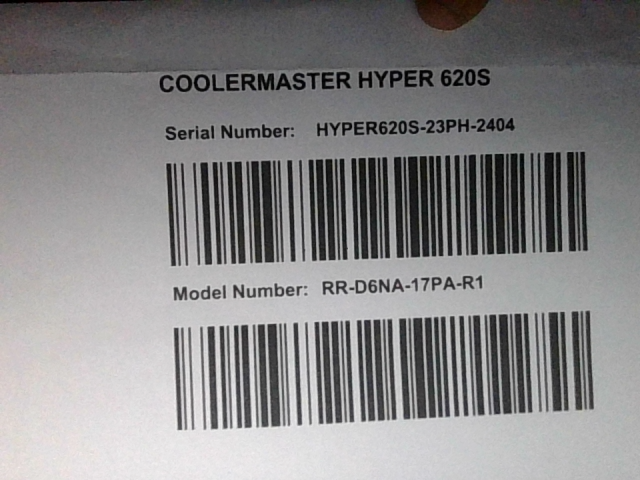 COOLERMASTER HYPER 620S
Serial Number: HYPER620S-23PH-2404
Model Number: RR-D6NA-17PA-R1